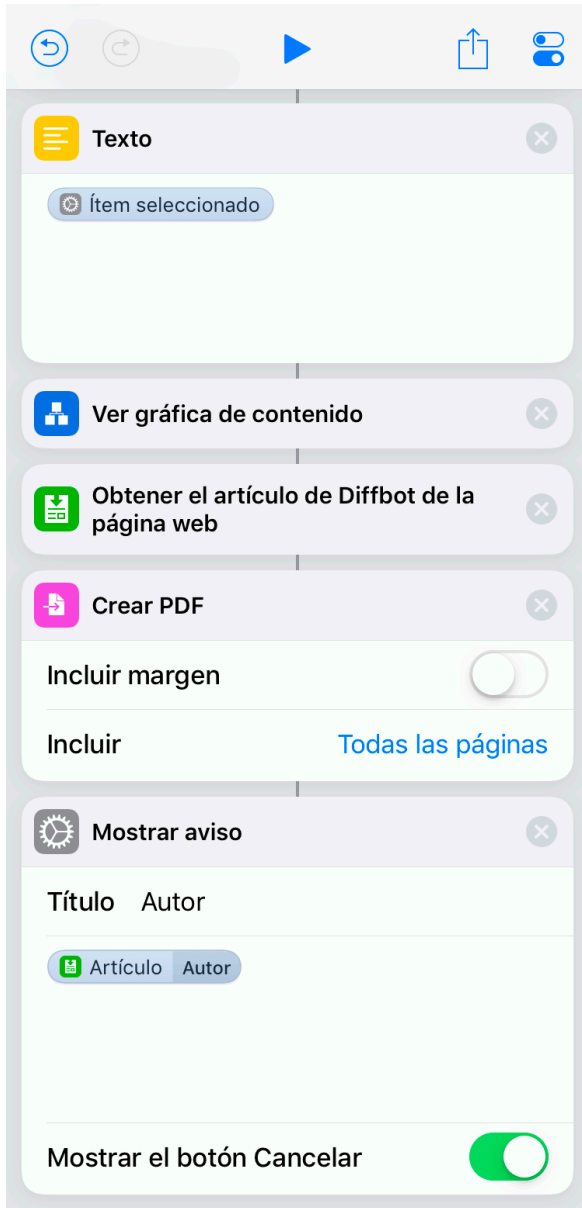 Texto
Ítem seleccionado
Ver gráfica de contenido
Obtener el artículo de Diffbot de la
página web
Crear PDF
Incluir margen
Incluir Todas las páginas
Mostrar aviso
Título Autor
Artículo Autor
Mostrar el botón Cancelar